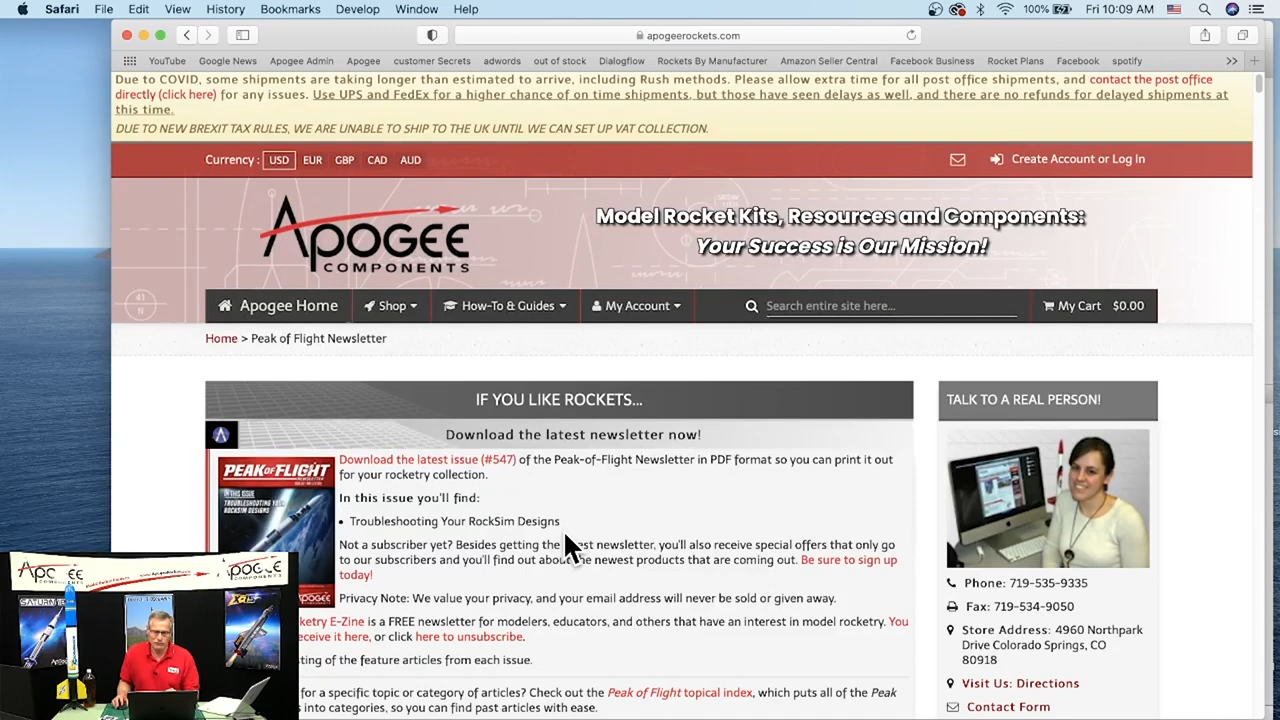 Safari File Edit View History Bookmarks Develop Window Help 100% Fri 10:09 AM
apogeerockets.com
YouTube Google News Apogee Admin Apogee customer Secrets adwords out of stock Dialogflow Rockets By Manufacturer Amazon Seller Central Facebook Business Rocket Plans Facebook spotify
Due to COVID, some shipments are taking longer than estimated to arrive, including Rush methods. Please allow extra time for all post office shipments, and contact the post office
directly (click here) for any issues. Use UPS and FedEx for a higher chance of on time shipments, but those have seen delays as well, and there are no refunds for delayed shipments at
this time.
DUE TO NEW BREXIT TAX RULES, WE ARE UNABLE TO SHIP TO THE UK UNTIL WE CAN SET UP VAT COLLECTION.
Currency : USD EUR GBP CAD AUD Create Account or Log In
APOGEE
COMPONENTS
Model Rocket Kits, Resources and Components:
Your Success is Our Mission!
Apogee Home Shop How-To & Guides My Account Search entire site here... My Cart $0.00
Home > Peak of Flight Newsletter
IF YOU LIKE ROCKETS...
Download the latest newsletter now!
PEAK OF FLIGHT
NEWSLETTER
IN THIS ISSUE
TROUBLESHOOTING YOUR
ROCKSIM DESIGNS
Download the latest issue (#547) of the Peak-of-Flight Newsletter in PDF format so you can print it out
for your rocketry collection.
In this issue you'll find:
• Troubleshooting Your RockSim Designs
Not a subscriber yet? Besides getting the newsletter, you'll also receive special offers that only go
to our subscribers and you'll find out the newest products that are coming out. Be sure to sign up
today!
Privacy Note: We value your privacy, and your email address will never be sold or given away.
E-Zine is a FREE newsletter for modelers, educators, and others that have an interest in model rocketry. You
it here, or click here to unsubscribe.
of the feature articles from each issue.
for a specific topic or category of articles? Check out the Peak of Flight topical index, which puts all of the Peak
into categories, so you can find past articles with ease.
TALK TO A REAL PERSON!
Phone: 719-535-9335
Fax: 719-534-9050
Store Address: 4960 Northpark
Drive Colorado Springs, CO
80918
Visit Us: Directions
Contact Form
COMPONENTS
SATURN